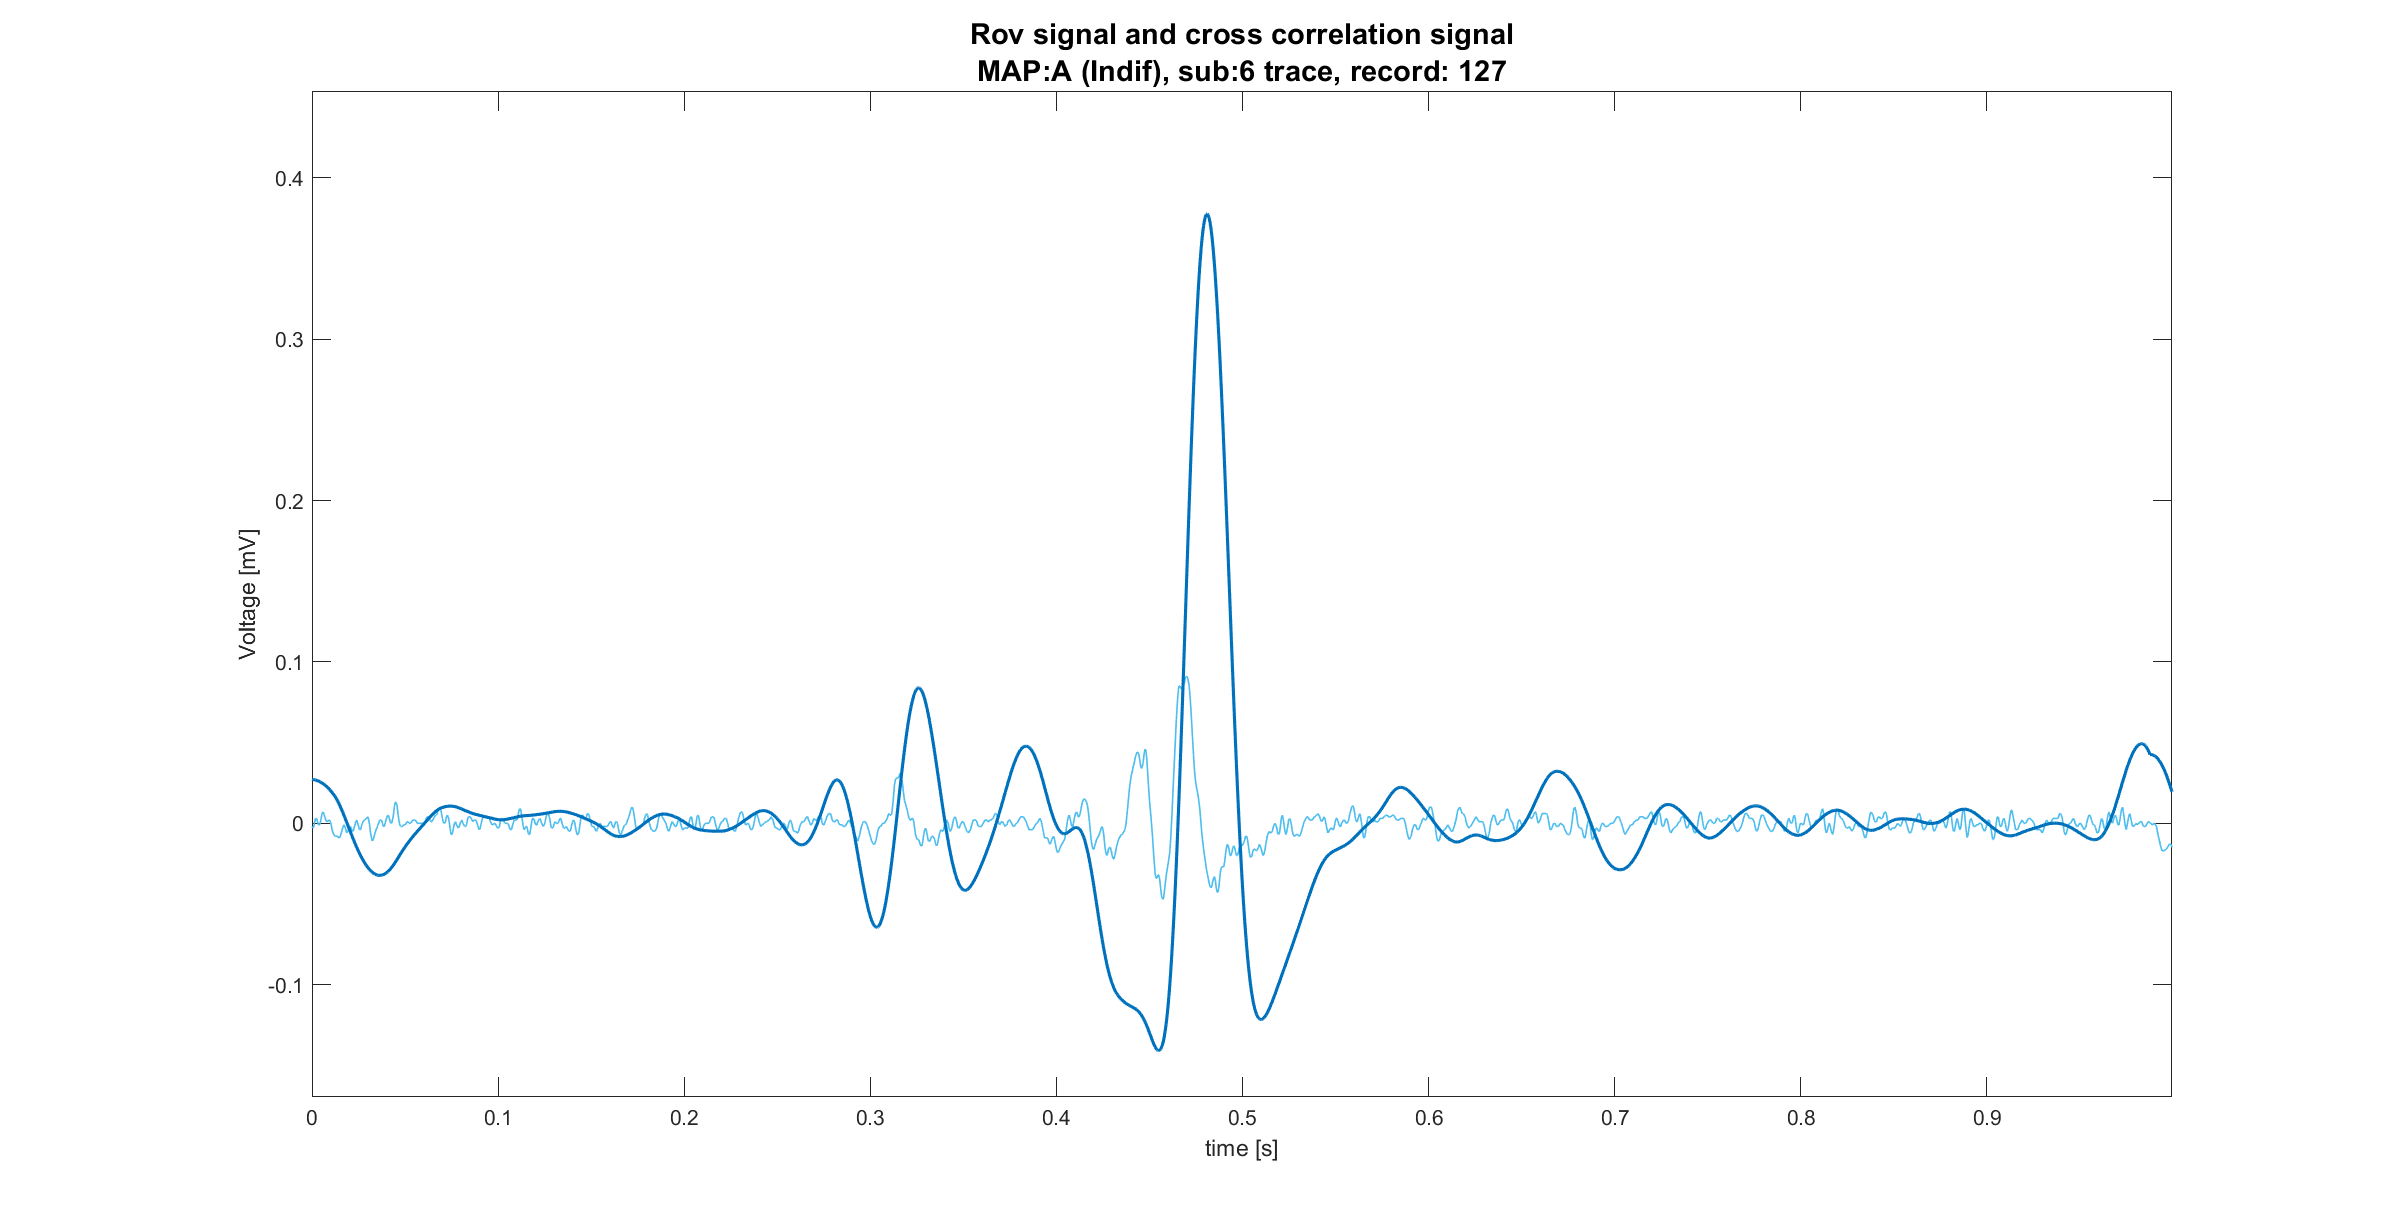 Rov signal and cross correlation signal
MAP:A (Indif), sub:6 trace, record: 127
0.4
0.3
0.2
0.1
0
-0.1
Voltage [mV]
0 0.1 0.2 0.3 0.4 0.5 0.6 0.7 0.8 0.9
time [s]